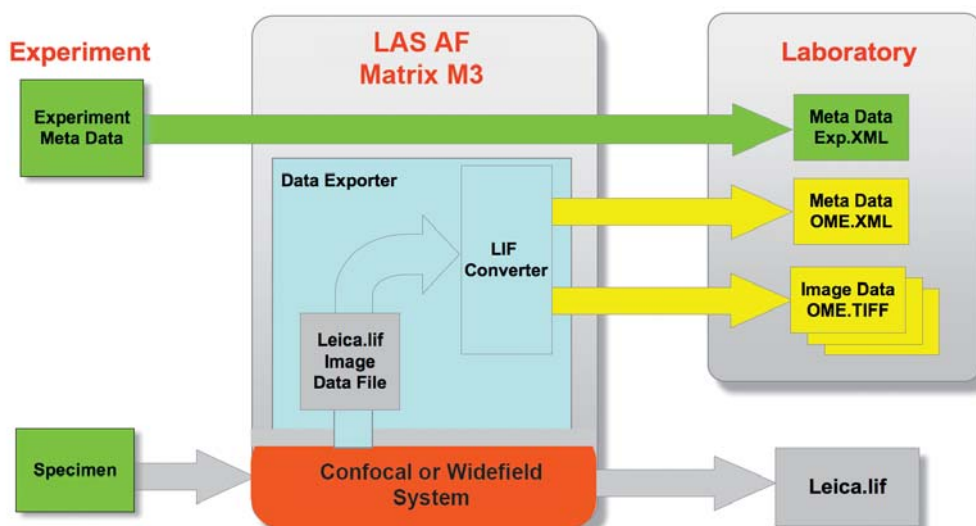 Experiment
LAS AF
Matrix M3
Laboratory
Experiment
Meta Data
Meta Data
Exp.XML
Data Exporter
Meta Data
OME.XML
LIF
Converter
Image Data
OME.TIFF
Leica.lif
Image
Data File
Specimen
Confocal or Widefield
System
Leica.lif